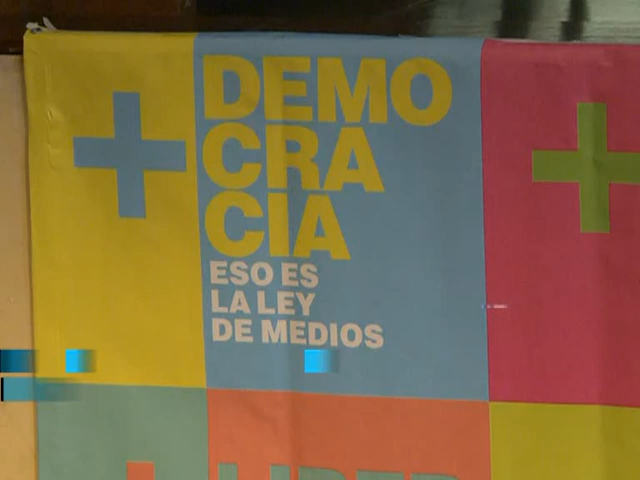 + DEMO
CRA
CIA
ESO ES
LA LEY
DE MEDIOS